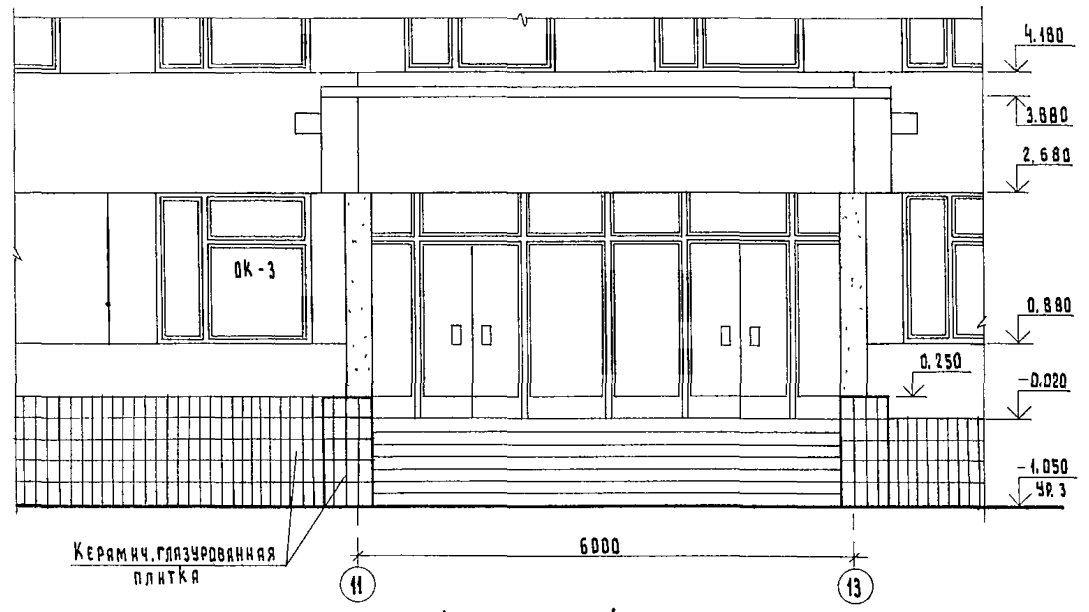 4.180
3.880
2,680
ОК-3
0,880
0,250
-0.020
-1.050
УР. З
Керамич. глазурованная
плитка
6000
11
13